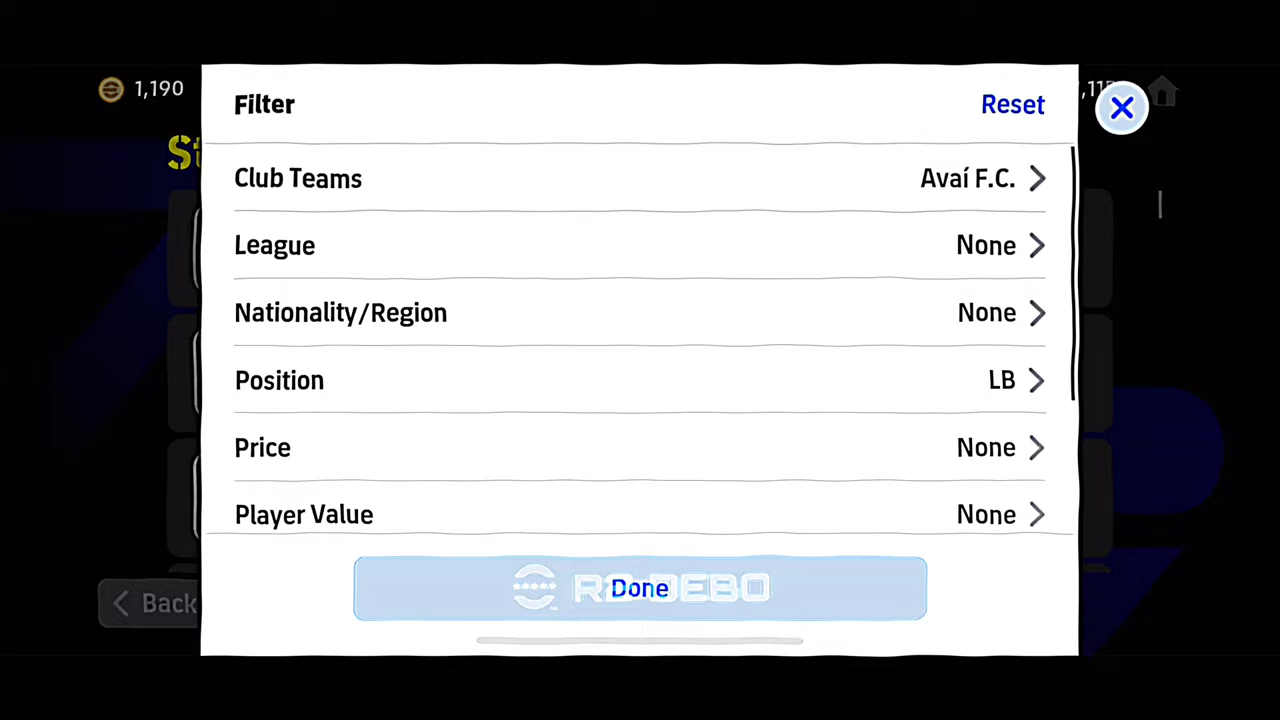 1,190
Filter
Reset
Club Teams
Avaí F.C.
League
None
Nationality/Region
None
Position
LB
Price
None
Player Value
None
Done
Back